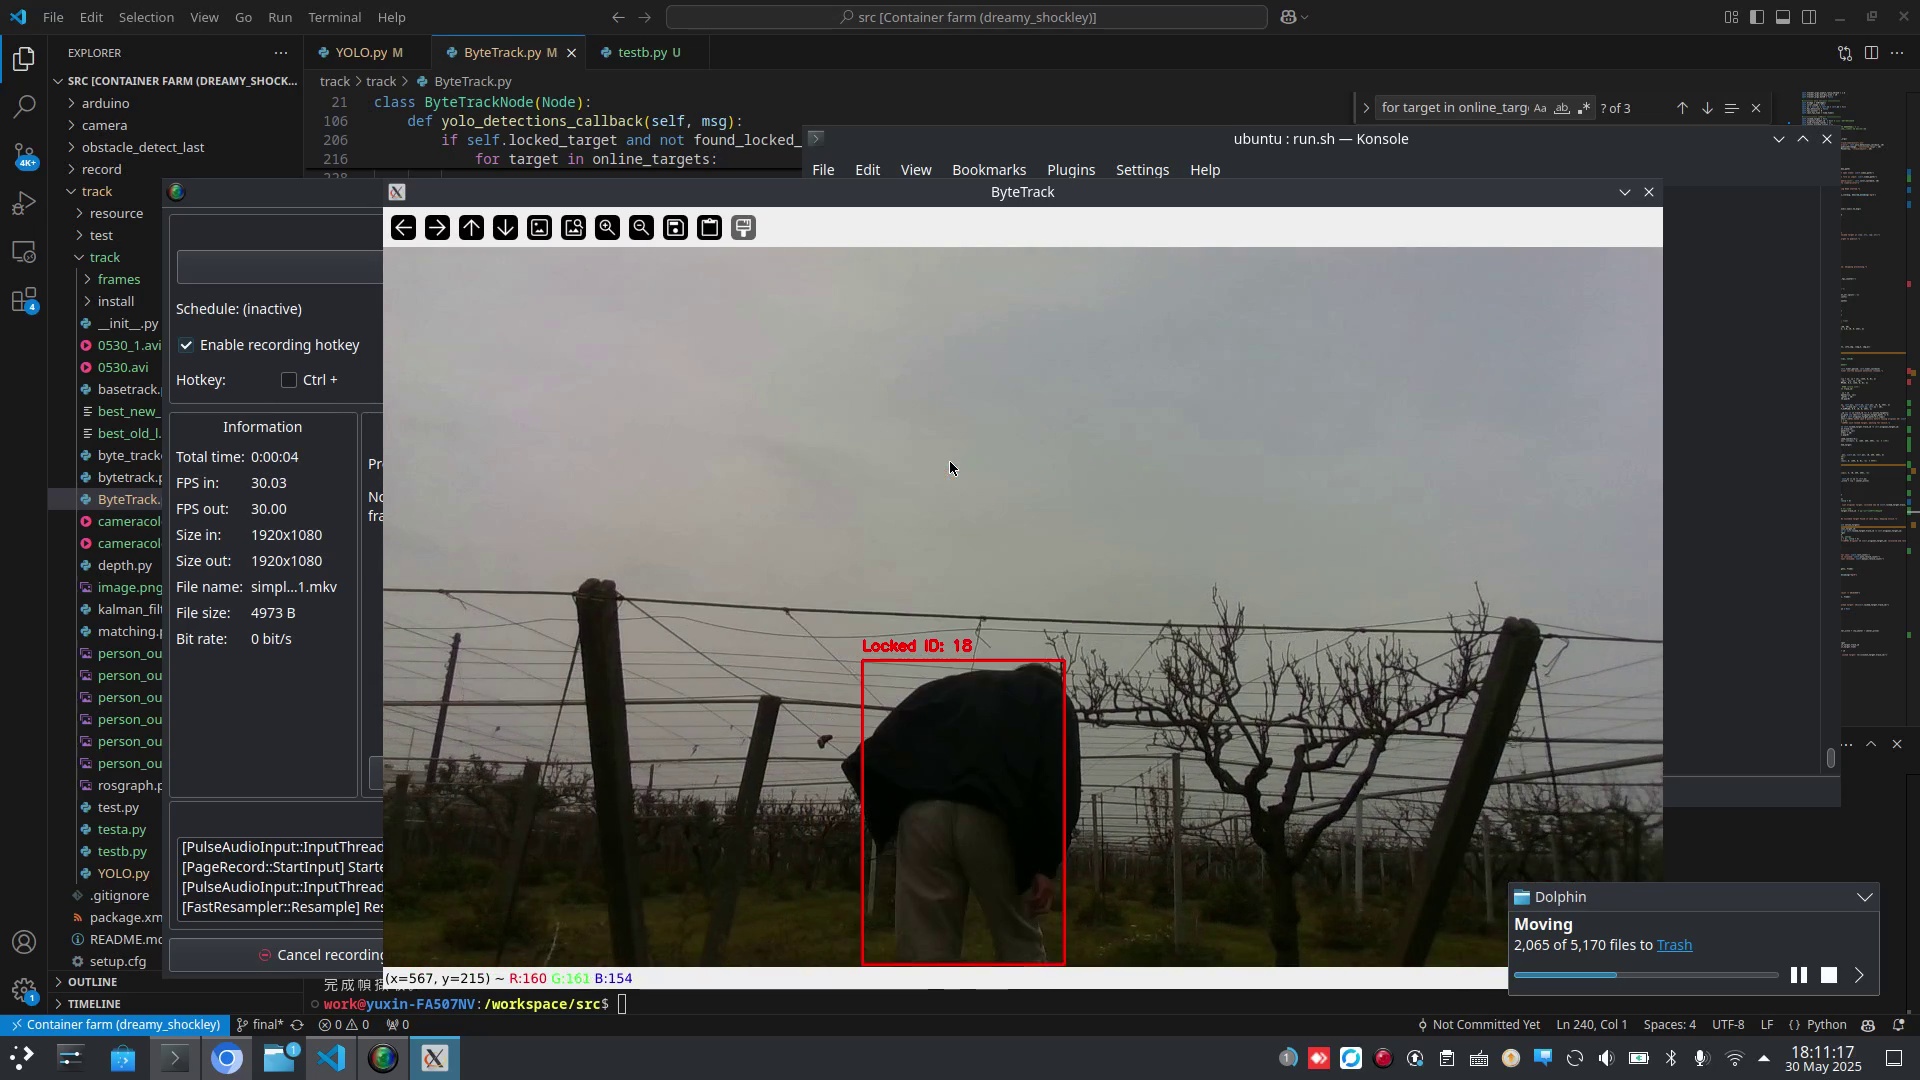 File Edit Selection View Go Run Terminal Help
src [Container farm (dreamy_shockley)]
EXPLORER
YOLO.py M
ByteTrack.py M
testb.py U
SRC [CONTAINER FARM (DREAMY_SHOCK...
track > track > ByteTrack.py
arduino
camera
obstacle_detect_last
record
track
resource
test
track
frames
install
__init__.py
0530_1.avi
0530.avi
basetrack.
best_new_
best_old_l.
byte_track
bytetrack.p
ByteTrack.
cameracol
cameracol
depth.py
image.png
kalman_filt
matching.p
person_ou
person_ou
person_ou
person_ou
person_ou
person_ou
rosgraph.p
test.py
testa.py
testb.py
YOLO.py
.gitignore
package.xm
README.md
setup.cfg
OUTLINE
TIMELINE
4K+
4
1
21 class ByteTrackNode(Node):
106 def yolo_detections_callback(self, msg):
206 if self.locked_target and not found_locked_
216 for target in online_targets:
for target in online_targ
Aa ab
? of 3
ubuntu : run.sh — Konsole
File Edit View Bookmarks Plugins Settings Help
ByteTrack
Schedule: (inactive)
Enable recording hotkey
Hotkey: Ctrl +
Information
Total time: 0:00:04
FPS in: 30.03
FPS out: 30.00
Size in: 1920x1080
Size out: 1920x1080
File name: simpl...1.mkv
File size: 4973 B
Bit rate: 0 bit/s
Pr
No
fra
[PulseAudioInput::InputThread
[PageRecord::StartInput] Starte
[PulseAudioInput::InputThread
[FastResampler::Resample] Res
Cancel recording
Locked ID: 18
(x=567, y=215) ~ R:160 G:161 B:154
Dolphin
Moving
2,065 of 5,170 files to Trash
work@yuxin-FA507NV:/workspace/src$
Container farm (dreamy_shockley)
final*
0 0
0
Not Committed Yet
Ln 240, Col 1
Spaces: 4
UTF-8
LF
{} Python
1
1
18:11:17
30 May 2025